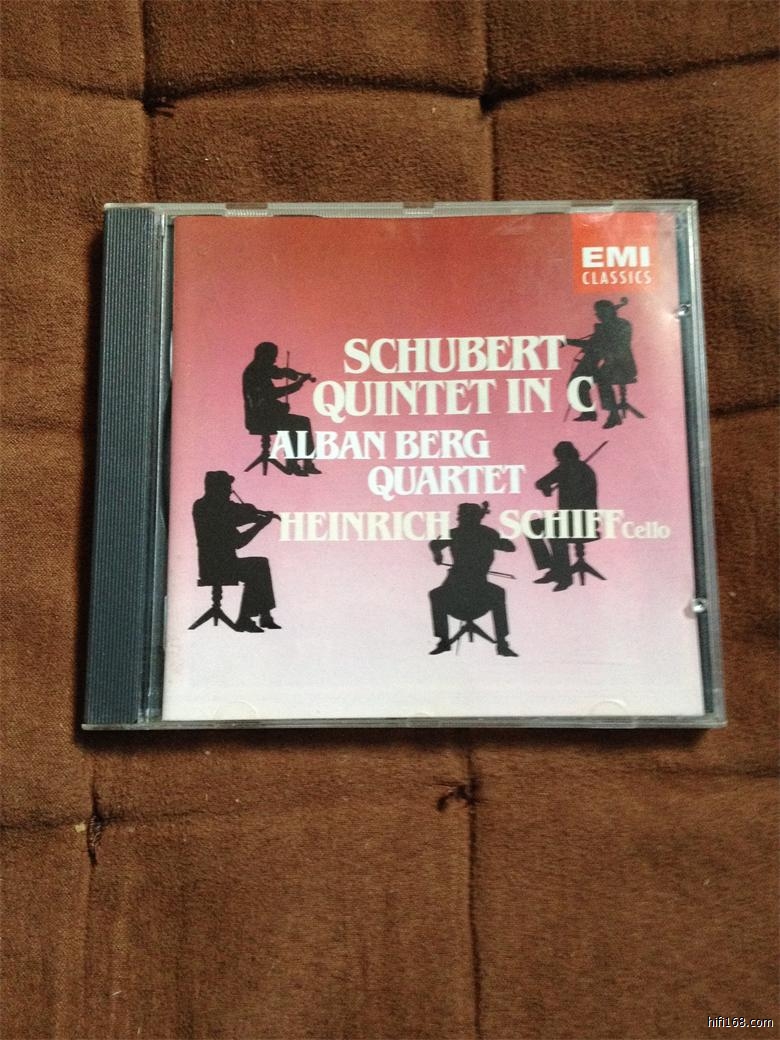 EMI
CLASSICS
SCHUBERT
QUINTET IN C
ALBAN BERG
QUARTET
HEINRICH SCHIFF Cello
hifi168.com